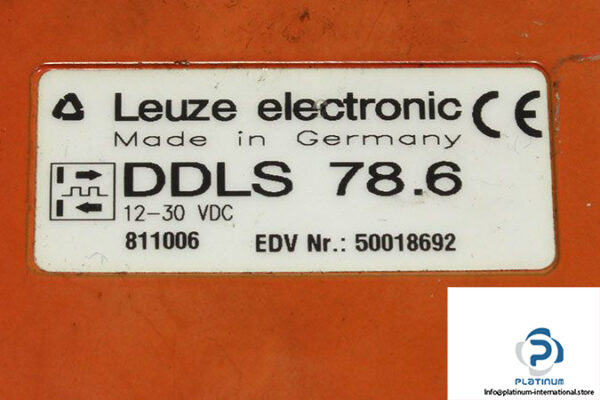 Leuze electronic CE
Made in Germany
DDLS 78.6
12-30 VDC
811006 EDV Nr.: 50018692
PLATINUM
http://platinum-international.store